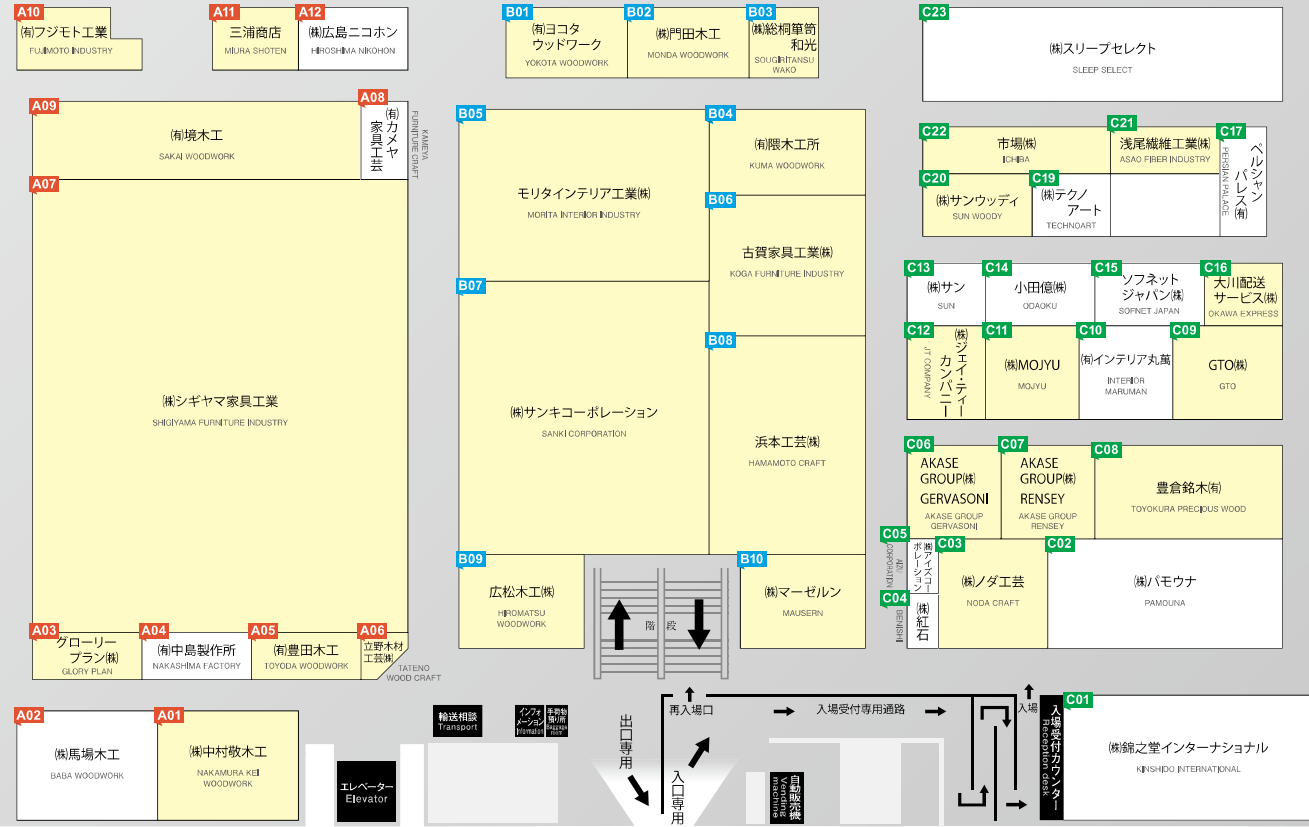 A10
㈲フジモト工業
FUJIMOTO INDUSTRY
A11
三浦商店
MIURA SHOTEN
A12
㈱広島ニコホン
HIROSHIMA NIKOHON
B01
㈲ヨコタ
ウッドワーク
YOKOTA WOODWORK
B02
㈱門田木工
MONDA WOODWORK
B03
㈱総桐箪笥
和光
SOUGIRITANSU
WAKO
C23
㈱スリープセレクト
SLEEP SELECT
A09
㈲境木工
SAKAI WOODWORK
A08
㈲カメヤ
家具工芸
KAMEYA
FURNITURE CRAFT
A07
㈱シギヤマ家具工業
SHIGIYAMA FURNITURE INDUSTRY
B05
モリタインテリア工業㈱
MORITA INTERIOR INDUSTRY
B04
㈲隈木工所
KUMA WOODWORK
B06
古賀家具工業㈱
KOGA FURNITURE INDUSTRY
B07
㈱サンキコーポレーション
SANKI CORPORATION
B08
浜本工芸㈱
HAMAMOTO CRAFT
C22
市場㈱
ICHIBA
C21
浅尾繊維工業㈱
ASAO FIBER INDUSTRY
C17
ペルシャン
パレス㈲
PERSIAN PALACE
C20
㈱サンウッディ
SUN WOODY
C19
㈱テクノ
アート
TECHNOART
C13
㈱サン
SUN
C14
小田億㈱
ODAOKU
C15
ソフネット
ジャパン㈱
SOFNET JAPAN
C16
大川配送
サービス㈱
OKAWA EXPRESS
C12
㈱ジェイ・ティー
カンパニー
JT COMPANY
C11
㈱MOJYU
MOJYU
C10
㈲インテリア丸萬
INTERIOR
MARUMAN
C09
GTO㈱
GTO
C06
AKASE
GROUP㈱
GERVASONI
AKASE GROUP
GERVASONI
C07
AKASE
GROUP㈱
RENSEY
AKASE GROUP
RENSEY
C08
豊倉銘木㈲
TOYOKURA PRECIOUS WOOD
C05
㈱アイズコー
ポレーション
AIZU
CORPORATION
C04
㈱紅石
BENISHI
C03
㈱ノダ工芸
NODA CRAFT
C02
㈱パモウナ
PAMOUNA
B09
広松木工㈱
HIROMATSU
WOODWORK
階段
B10
㈱マーゼルン
MAUSERN
A03
グローリー
プラン㈱
GLORY PLAN
A04
㈲中島製作所
NAKASHIMA FACTORY
A05
㈲豊田木工
TOYODA WOODWORK
A06
立野木材
工芸㈱
TATENO
WOOD CRAFT
A02
㈱馬場木工
BABA WOODWORK
A01
㈱中村敬木工
NAKAMURA KEI
WOODWORK
エレベーター
Elevator
輸送相談
Transport
インフォ
メーション
Information
手荷物
預り所
Baggage
room
出口専用
入口専用
再入場口
入場受付専用通路
入場
自動販売機
Vending
machine
入場受付カウンター
Reception desk
C01
㈱錦之堂インターナショナル
KINSHIDO INTERNATIONAL